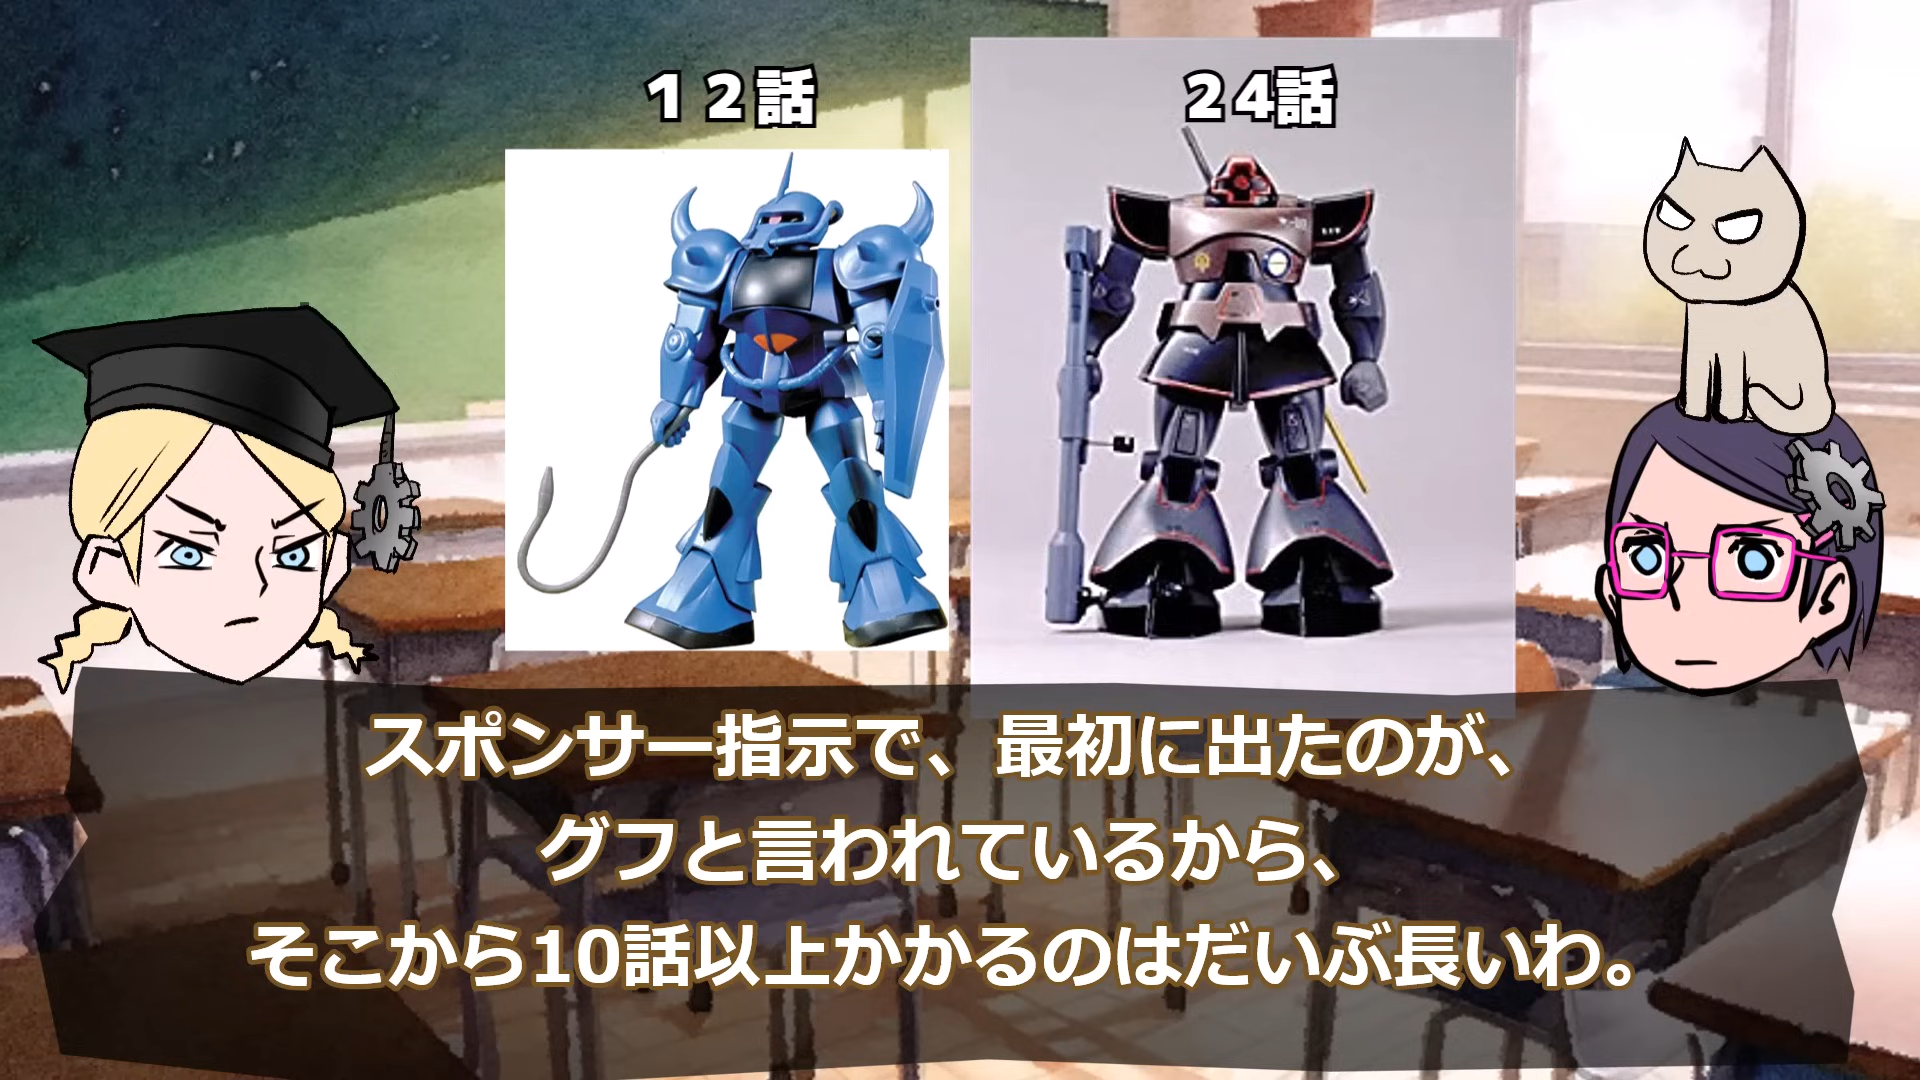 １２話
２４話
スポンサー指示で、最初に出たのが、
グフと言われているから、
そこから10話以上かかるのはだいぶ長いわ。